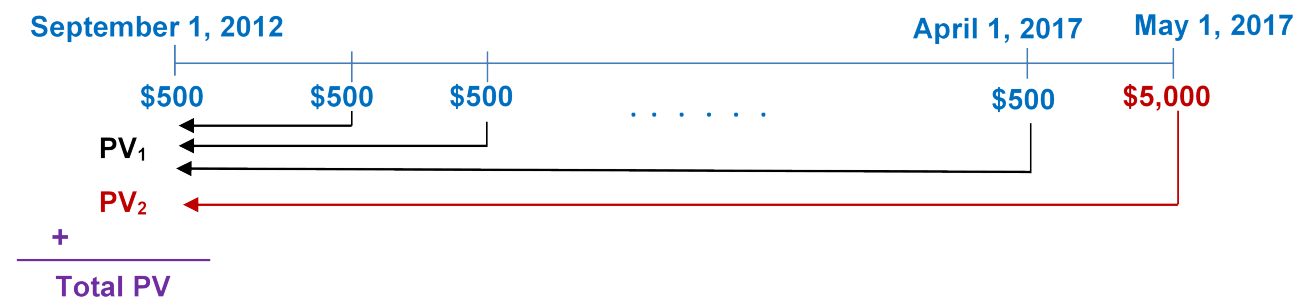 September 1, 2012 April 1, 2017 May 1, 2017
$500 $500 $500 . . . . . . $500 $5,000
PV₁
PV₂
+
Total PV